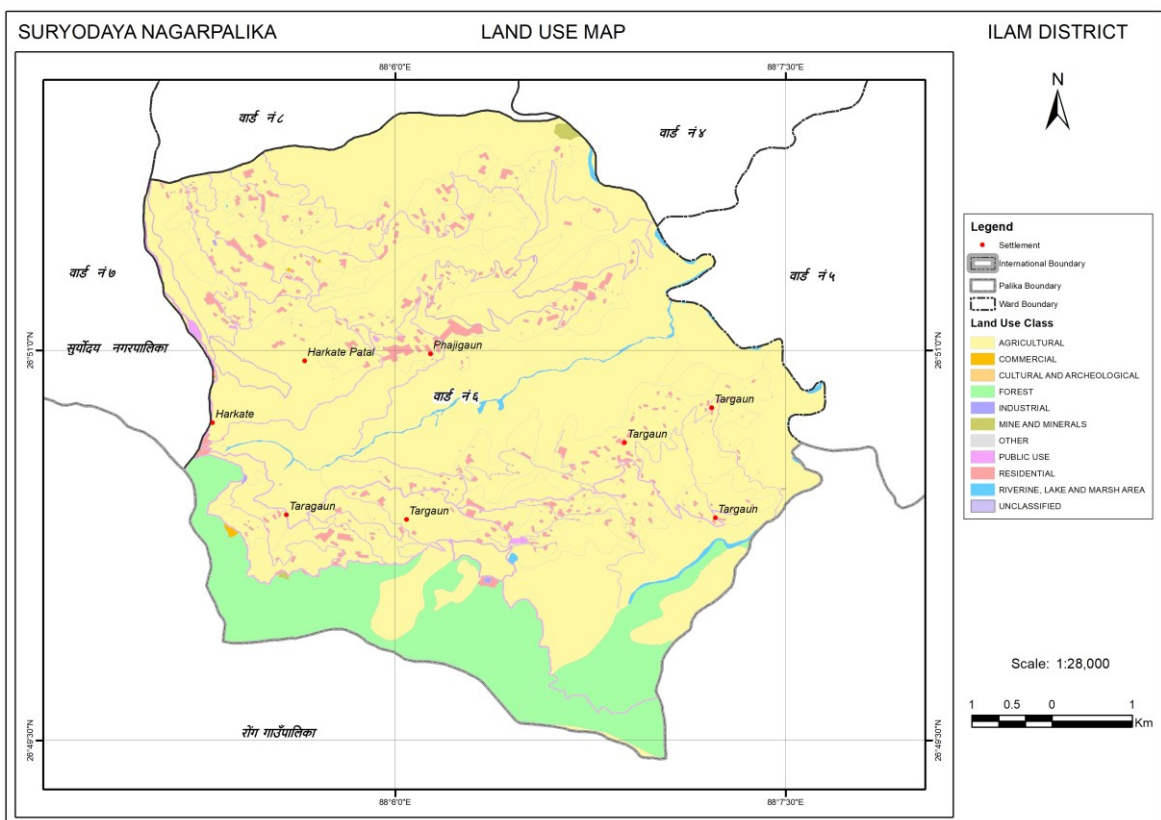 SURYODAYA NAGARPALIKA
LAND USE MAP
ILAM DISTRICT
88°6'0"E
88°7'30"E
N
वार्ड नं ८
वार्ड नं ४
वार्ड नं ७
वार्ड नं ५
26°51'0"N
सुर्योदय नगरपालिका
Harkate Patal
Phajigaun
26°51'0"N
वार्ड नं ६
Targaun
Harkate
Targaun
Taragaun
Targaun
Targaun
26°49'30"N
रोंग गाउँपालिका
26°49'30"N
88°6'0"E
88°7'30"E
Legend
Settlement
International Boundary
Palika Boundary
Ward Boundary
Land Use Class
AGRICULTURAL
COMMERCIAL
CULTURAL AND ARCHEOLOGICAL
FOREST
INDUSTRIAL
MINE AND MINERALS
OTHER
PUBLIC USE
RESIDENTIAL
RIVERINE, LAKE AND MARSH AREA
UNCLASSIFIED
Scale: 1:28,000
1 0.5 0 1
Km